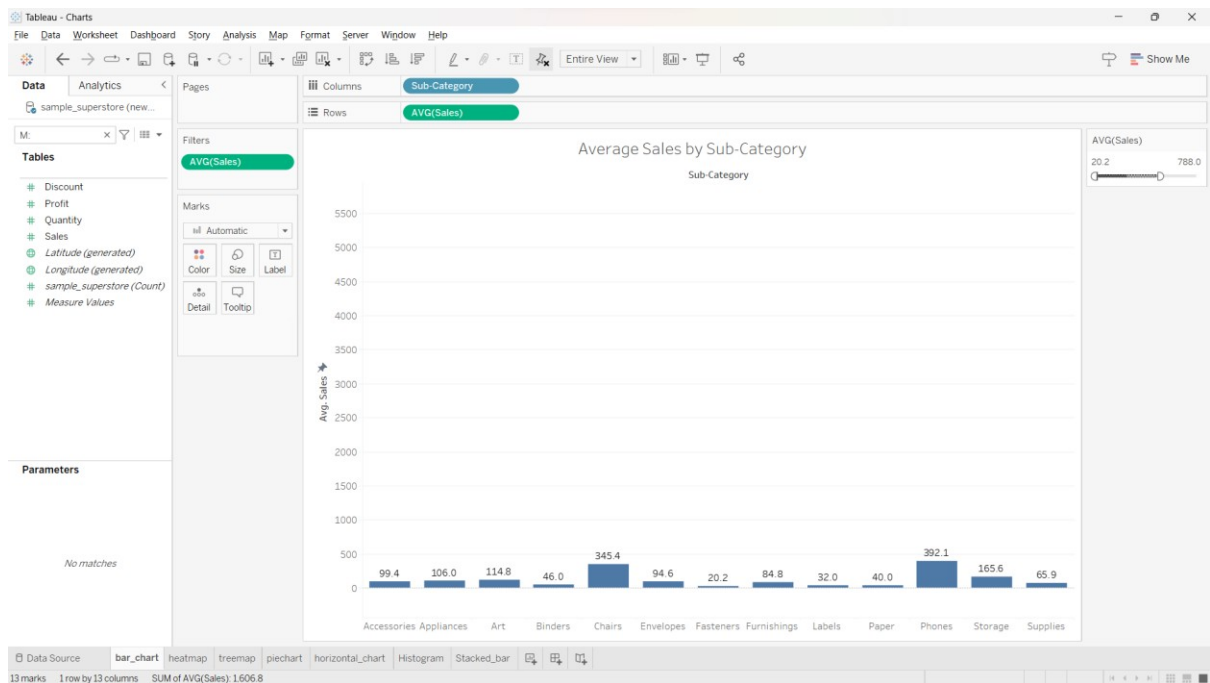 Tableau - Charts
File Data Worksheet Dashboard Story Analysis Map Format Server Window Help
Entire View
Show Me
Data Analytics
sample_superstore (new...
M:
Tables
Discount
Profit
Quantity
Sales
Latitude (generated)
Longitude (generated)
sample_superstore (Count)
Measure Values
Parameters
No matches
Pages
Filters
AVG(Sales)
Marks
Automatic
Color Size Label
Detail Tooltip
Columns Sub-Category
Rows AVG(Sales)
Average Sales by Sub-Category
Sub-Category
5500
5000
4500
4000
3500
3000
2500
2000
1500
1000
500
0
Avg. Sales
99.4 106.0 114.8 46.0 345.4 94.6 20.2 84.8 32.0 40.0 392.1 165.6 65.9
Accessories Appliances Art Binders Chairs Envelopes Fasteners Furnishings Labels Paper Phones Storage Supplies
AVG(Sales)
20.2 788.0
Data Source bar_chart heatmap treemap piechart horizontal_chart Histogram Stacked_bar
13 marks 1 row by 13 columns SUM of AVG(Sales): 1,606.8